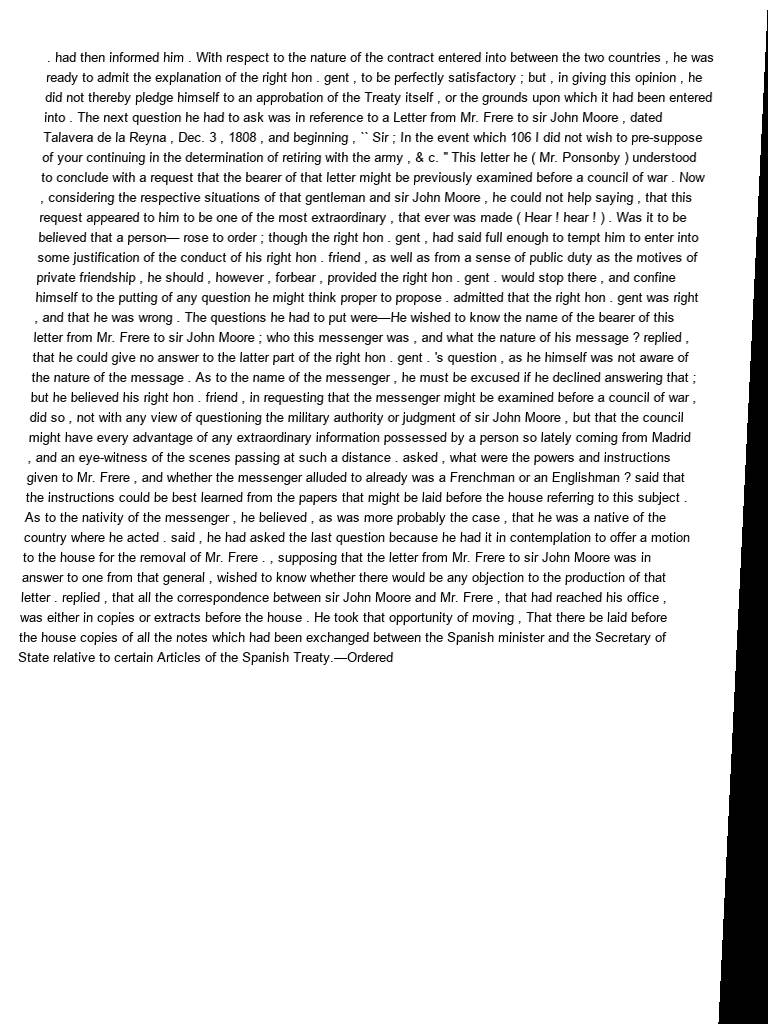 . had then informed him . With respect to the nature of the contract entered into between the two countries , he was
ready to admit the explanation of the right hon . gent , to be perfectly satisfactory ; but , in giving this opinion , he
did not thereby pledge himself to an approbation of the Treaty itself , or the grounds upon which it had been entered
into . The next question he had to ask was in reference to a Letter from Mr. Frere to sir John Moore , dated
Talavera de la Reyna , Dec. 3 , 1808 , and beginning , `` Sir ; In the event which 106 I did not wish to pre-suppose
of your continuing in the determination of retiring with the army , & c. " This letter he ( Mr. Ponsonby ) understood
to conclude with a request that the bearer of that letter might be previously examined before a council of war . Now
, considering the respective situations of that gentleman and sir John Moore , he could not help saying , that this
request appeared to him to be one of the most extraordinary , that ever was made ( Hear ! hear ! ) . Was it to be
believed that a person— rose to order ; though the right hon . gent , had said full enough to tempt him to enter into
some justification of the conduct of his right hon . friend , as well as from a sense of public duty as the motives of
private friendship , he should , however , forbear , provided the right hon . gent . would stop there , and confine
himself to the putting of any question he might think proper to propose . admitted that the right hon . gent was right
, and that he was wrong . The questions he had to put were—He wished to know the name of the bearer of this
letter from Mr. Frere to sir John Moore ; who this messenger was , and what the nature of his message ? replied ,
that he could give no answer to the latter part of the right hon . gent . 's question , as he himself was not aware of
the nature of the message . As to the name of the messenger , he must be excused if he declined answering that ;
but he believed his right hon . friend , in requesting that the messenger might be examined before a council of war ,
did so , not with any view of questioning the military authority or judgment of sir John Moore , but that the council
might have every advantage of any extraordinary information possessed by a person so lately coming from Madrid
, and an eye-witness of the scenes passing at such a distance . asked , what were the powers and instructions
given to Mr. Frere , and whether the messenger alluded to already was a Frenchman or an Englishman ? said that
the instructions could be best learned from the papers that might be laid before the house referring to this subject .
As to the nativity of the messenger , he believed , as was more probably the case , that he was a native of the
country where he acted . said , he had asked the last question because he had it in contemplation to offer a motion
to the house for the removal of Mr. Frere . , supposing that the letter from Mr. Frere to sir John Moore was in
answer to one from that general , wished to know whether there would be any objection to the production of that
letter . replied , that all the correspondence between sir John Moore and Mr. Frere , that had reached his office ,
was either in copies or extracts before the house . He took that opportunity of moving , That there be laid before
the house copies of all the notes which had been exchanged between the Spanish minister and the Secretary of
State relative to certain Articles of the Spanish Treaty.—Ordered